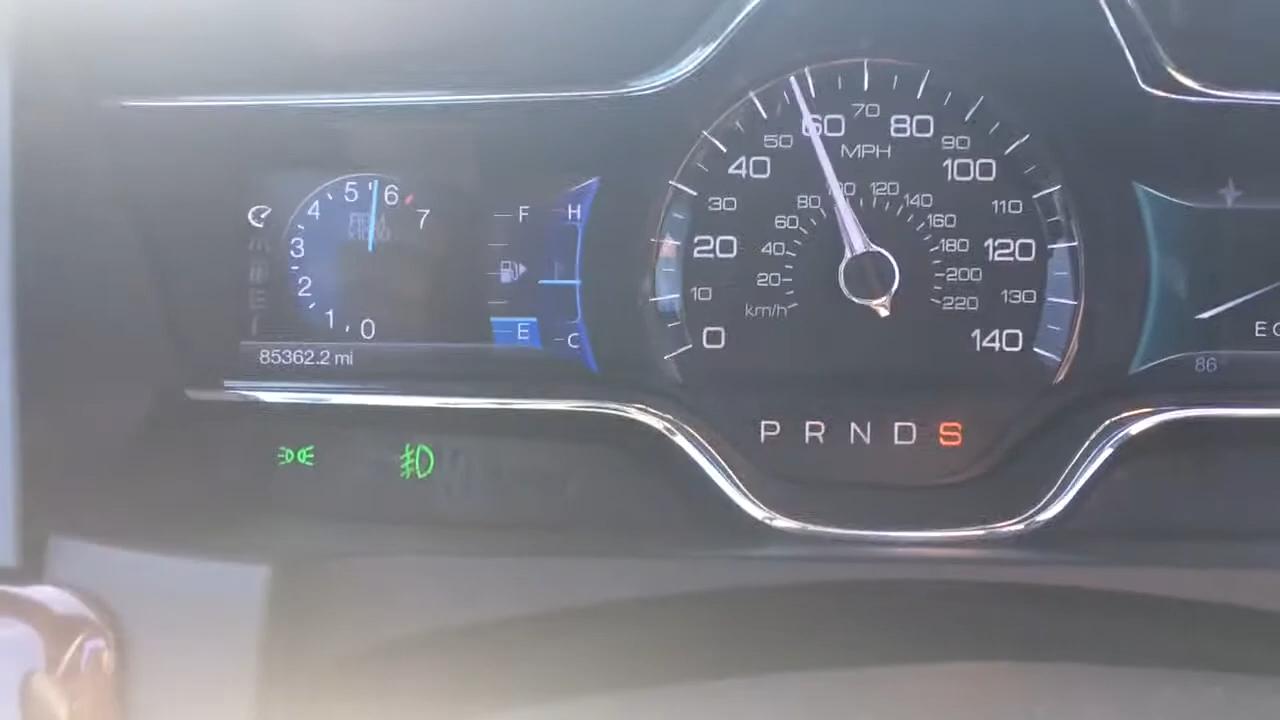 0 1 2 3 4 5 6 7
F
E
H
C
85362.2 mi
0 10 20 30 40 50 60 70 80 90 100 110 120 130 140
MPH
20 40 60 80 100 120 140 160 180 200 220
km/h
P R N D S
86